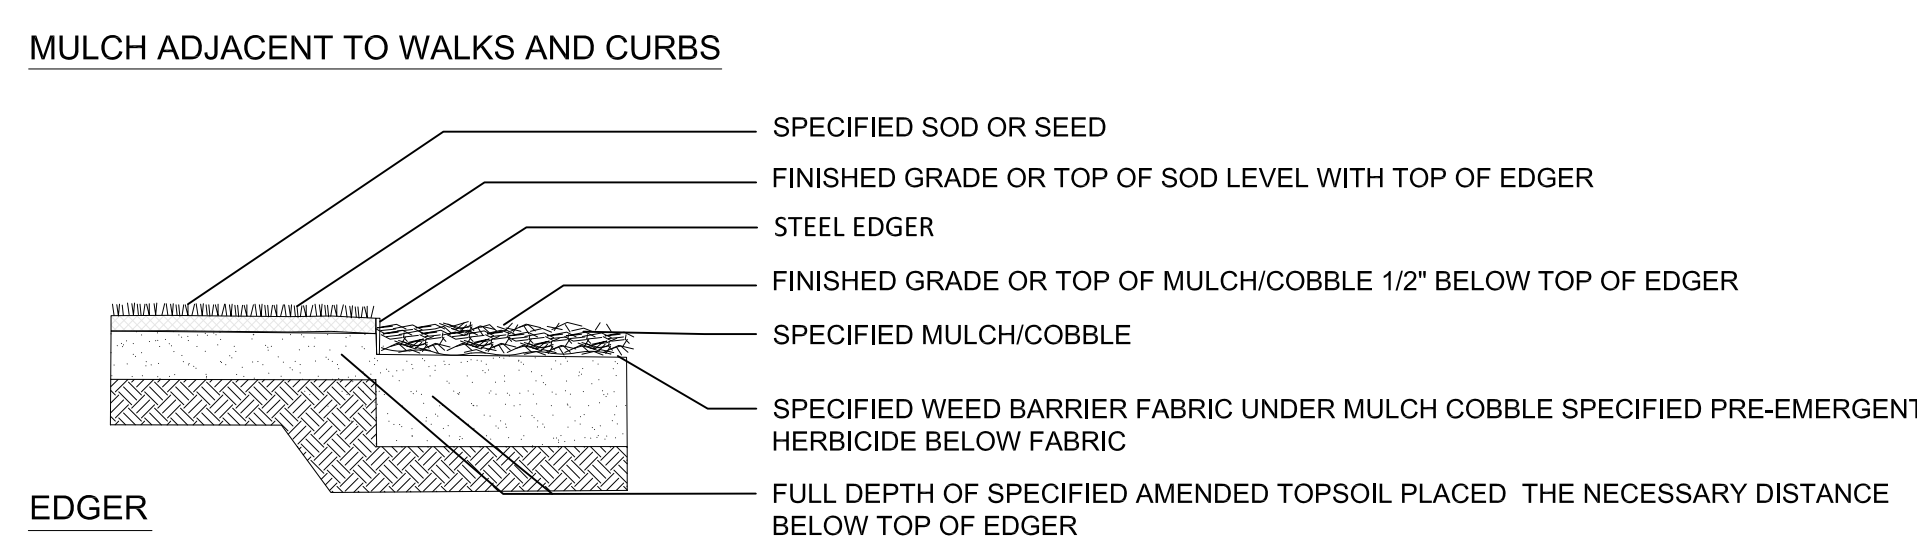 MULCH ADJACENT TO WALKS AND CURBS
SPECIFIED SOD OR SEED
FINISHED GRADE OR TOP OF SOD LEVEL WITH TOP OF EDGER
STEEL EDGER
FINISHED GRADE OR TOP OF MULCH/COBBLE 1/2" BELOW TOP OF EDGER
SPECIFIED MULCH/COBBLE
SPECIFIED WEED BARRIER FABRIC UNDER MULCH COBBLE SPECIFIED PRE-EMERGENT
HERBICIDE BELOW FABRIC
FULL DEPTH OF SPECIFIED AMENDED TOPSOIL PLACED THE NECESSARY DISTANCE
BELOW TOP OF EDGER
EDGER